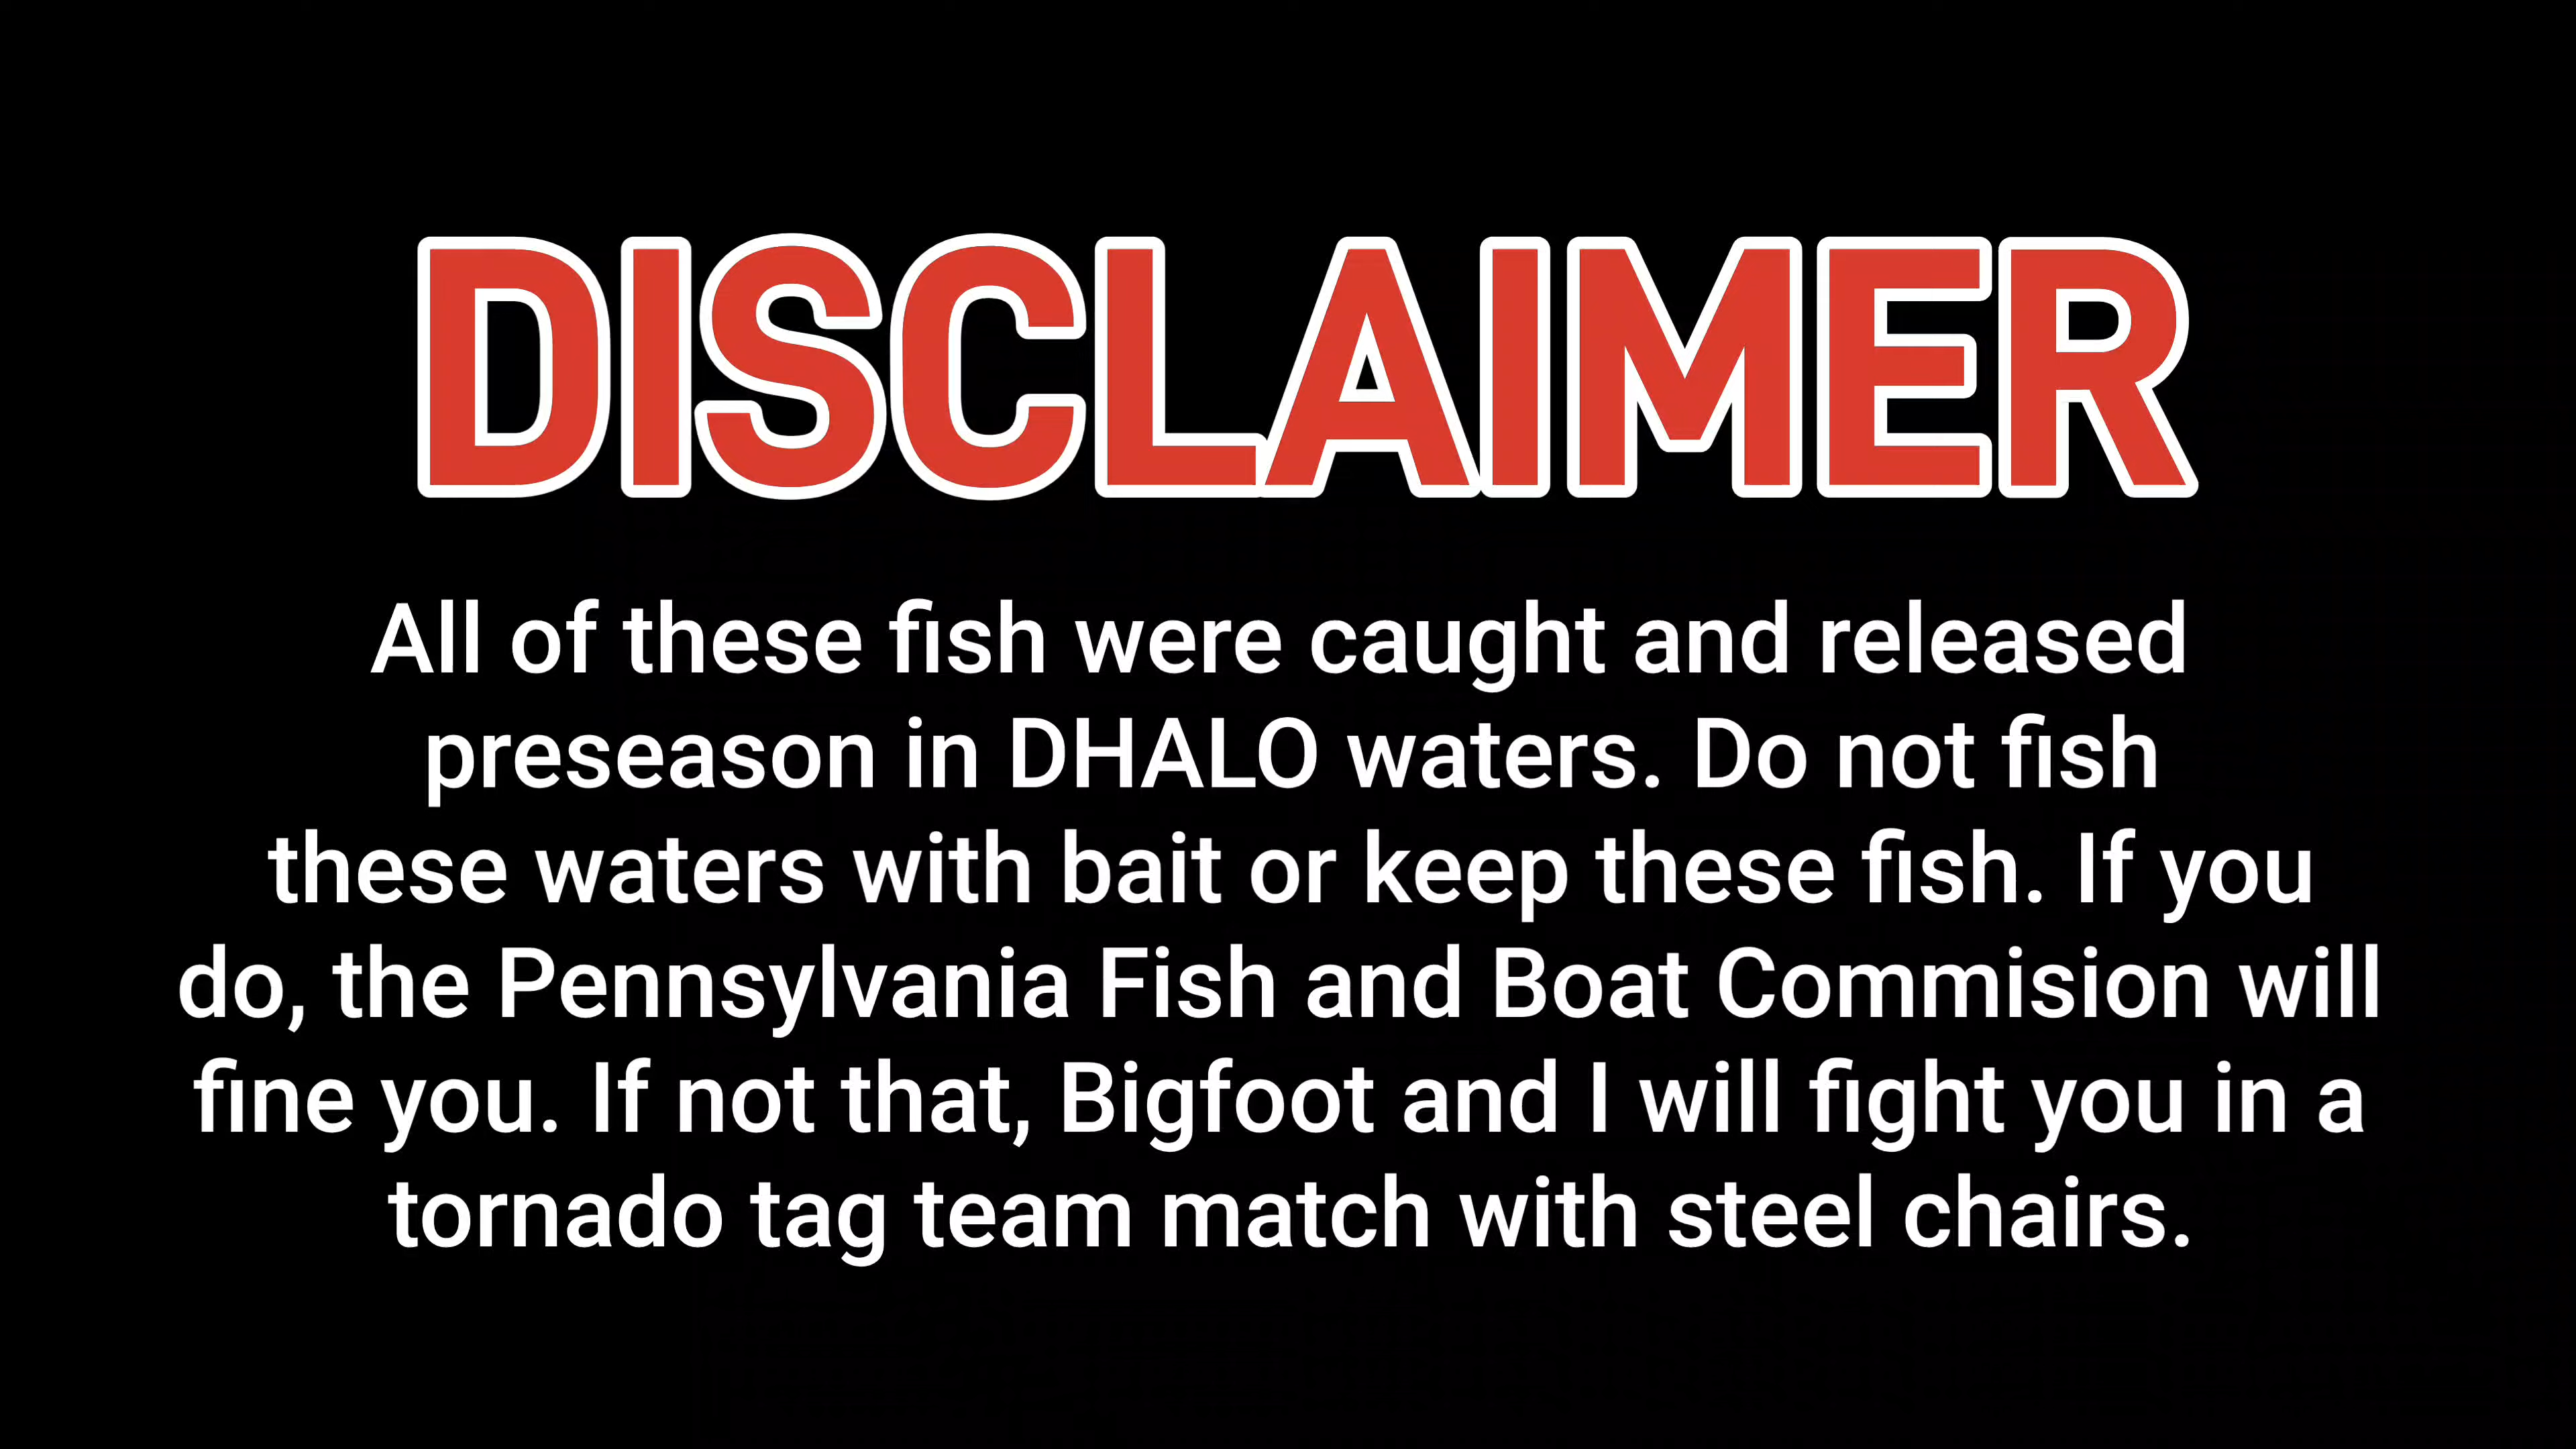 DISCLAIMER
All of these fish were caught and released
preseason in DHALO waters. Do not fish
these waters with bait or keep these fish. If you
do, the Pennsylvania Fish and Boat Commision will
fine you. If not that, Bigfoot and I will fight you in a
tornado tag team match with steel chairs.